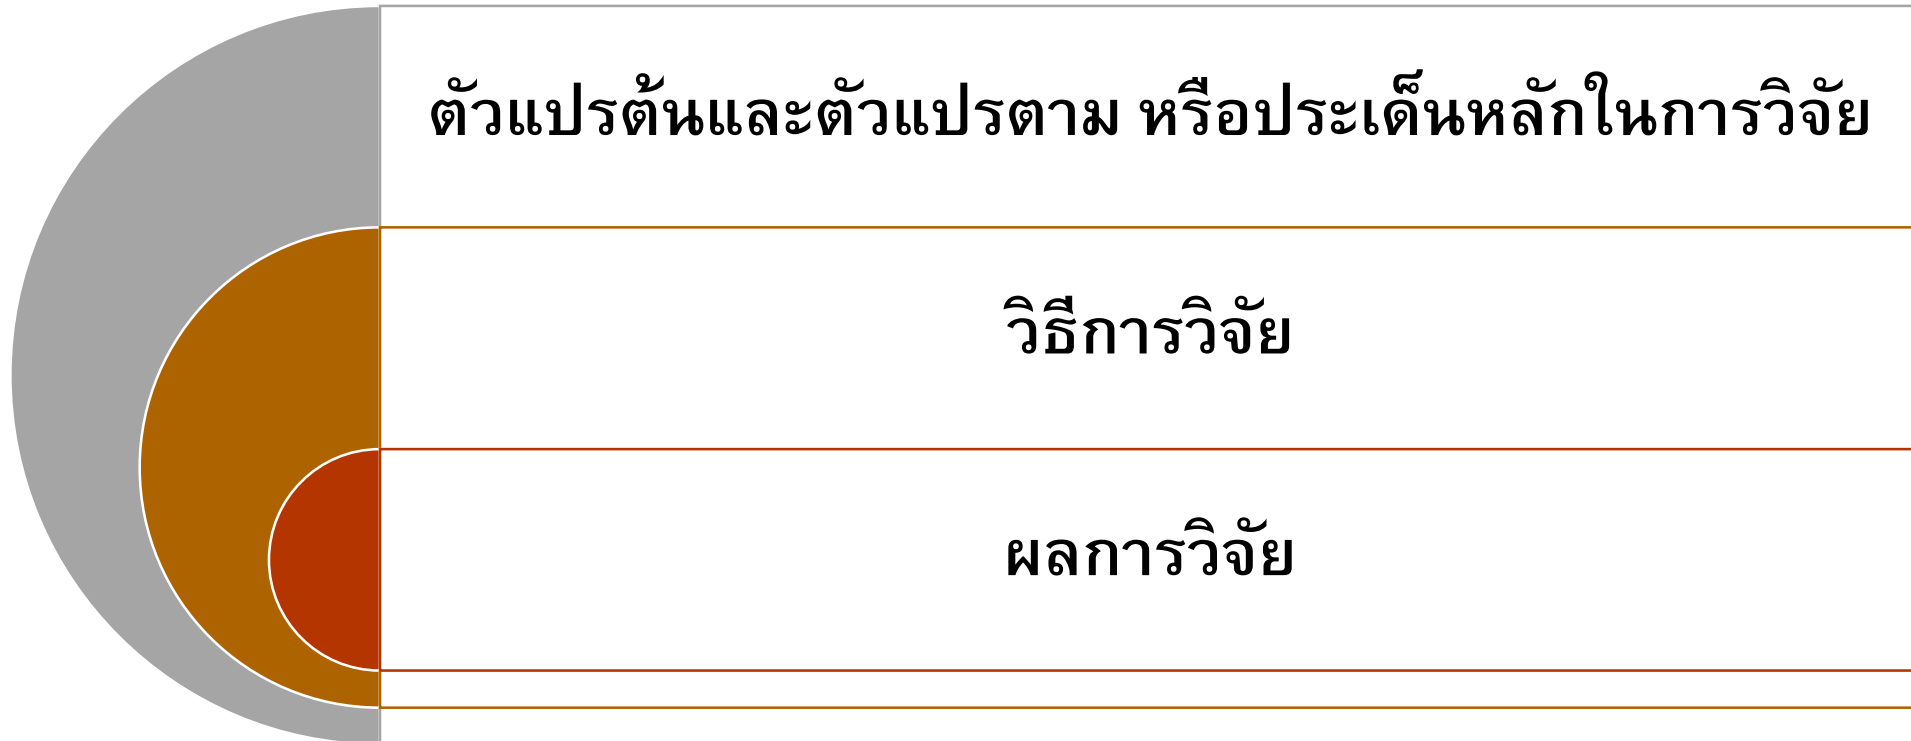 ตัวแปรต้นและตัวแปรตาม หรือประเด็นหลักในการวิจัย
วิธีการวิจัย
ผลการวิจัย